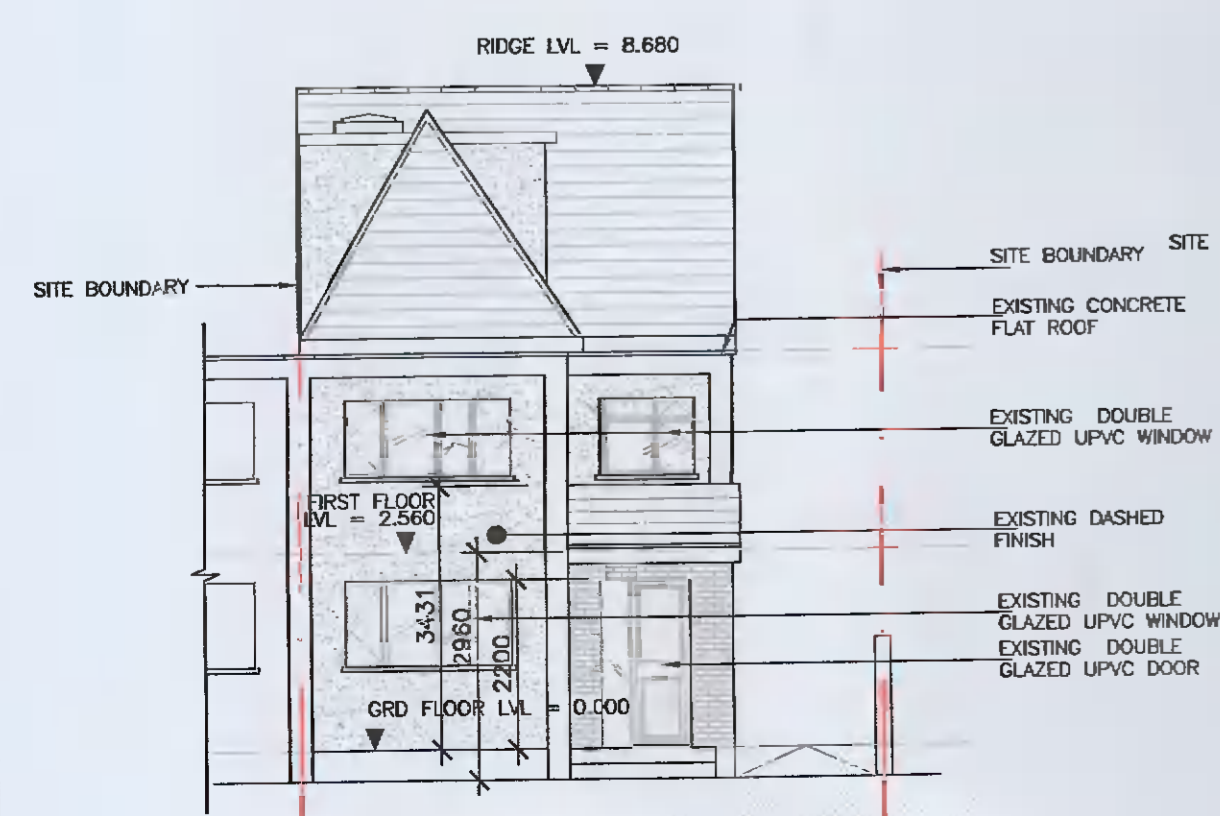 RIDGE LVL = 8.680
SITE BOUNDARY
SITE BOUNDARY
SITE
EXISTING CONCRETE
FLAT ROOF
EXISTING DOUBLE
GLAZED UPVC WINDOW
FIRST FLOOR
LVL = 2.560
EXISTING DASHED
FINISH
3431
2960
2200
EXISTING DOUBLE
GLAZED UPVC WINDOW
EXISTING DOUBLE
GLAZED UPVC DOOR
GRD FLOOR LVL = 0.000